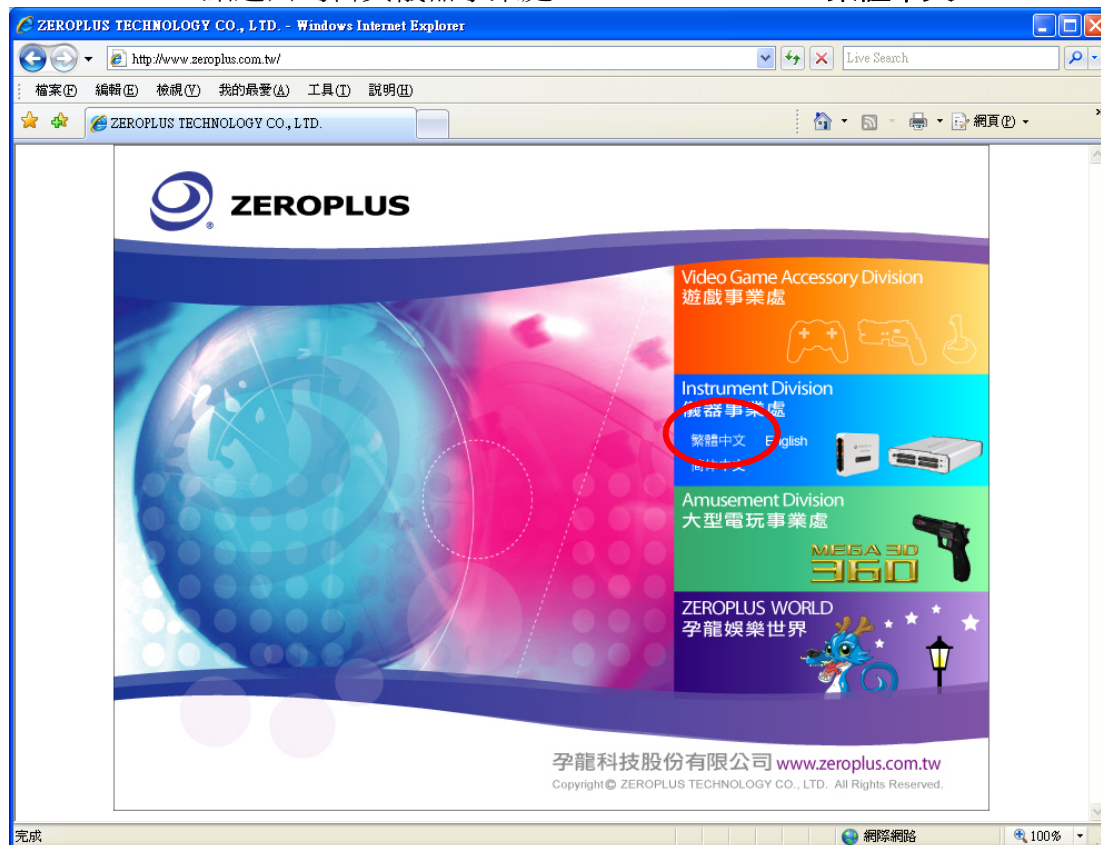 ZEROPLUS TECHNOLOGY CO., LTD. - Windows Internet Explorer
http://www.zeroplus.com.tw/
Live Search
檔案(F) 編輯(E) 檢視(V) 我的最愛(A) 工具(T) 說明(H)
ZEROPLUS TECHNOLOGY CO., LTD.
網頁(P)
ZEROPLUS
Video Game Accessory Division
遊戲事業處
Instrument Division
儀器事業處
繁體中文 English
简体中文
Amusement Division
大型電玩事業處
MEGA 3D
360
ZEROPLUS WORLD
孕龍娛樂世界
孕龍科技股份有限公司 www.zeroplus.com.tw
Copyright© ZEROPLUS TECHNOLOGY CO., LTD. All Rights Reserved.
完成 網際網路 100%